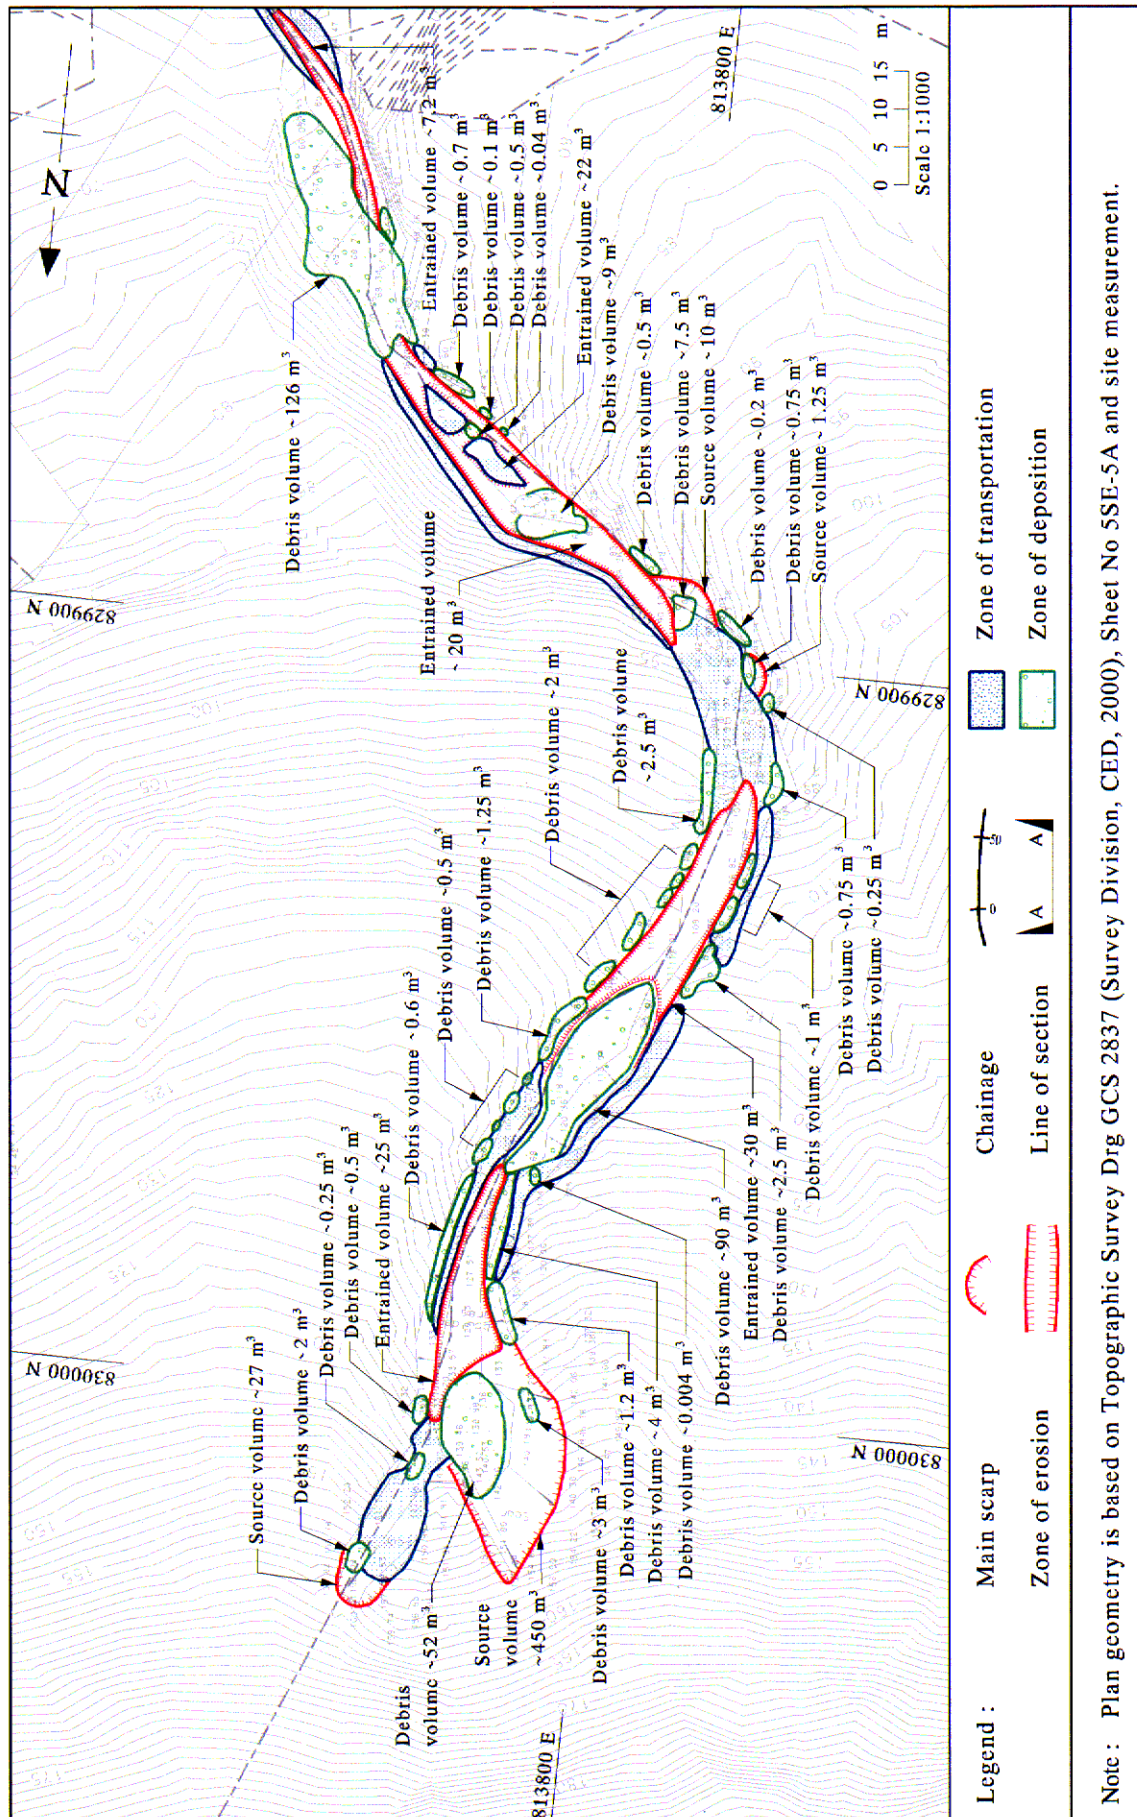 N
813800 E
0 5 10 15 m
Scale 1:1000
829900 N
829900 N
830000 N
830000 N
813800 E
Source volume ~27 m³
Debris volume ~2 m³
Debris volume ~0.25 m³
Debris volume ~0.5 m³
Entrained volume ~25 m³
Debris volume ~0.6 m³
Debris volume ~0.5 m³
Debris volume ~1.25 m³
Debris volume ~2 m³
Debris volume
~2.5 m³
Entrained volume
~ 20 m³
Debris volume ~126 m³
Entrained volume ~7.2 m³
Debris volume ~0.7 m³
Debris volume ~0.1 m³
Debris volume ~0.5 m³
Debris volume ~0.04 m³
Entrained volume ~22 m³
Debris volume ~9 m³
Debris volume ~0.5 m³
Debris volume ~7.5 m³
Source volume ~10 m³
Debris volume ~0.2 m³
Debris volume ~0.75 m³
Source volume ~ 1.25 m³
Debris
volume ~52 m³
Source
volume
~450 m³
Debris volume ~3 m³
Debris volume ~1.2 m³
Debris volume ~4 m³
Debris volume ~0.004 m³
Debris volume ~90 m³
Entrained volume ~30 m³
Debris volume ~2.5 m³
Debris volume ~1 m³
Debris volume ~0.75 m³
Debris volume ~0.25 m³
Legend :
Main scarp
Chainage
0 50
Zone of transportation
Zone of erosion
Line of section
A A
Zone of deposition
Note : Plan geometry is based on Topographic Survey Drg GCS 2837 (Survey Division, CED, 2000), Sheet No 5SE-5A and site measurement.